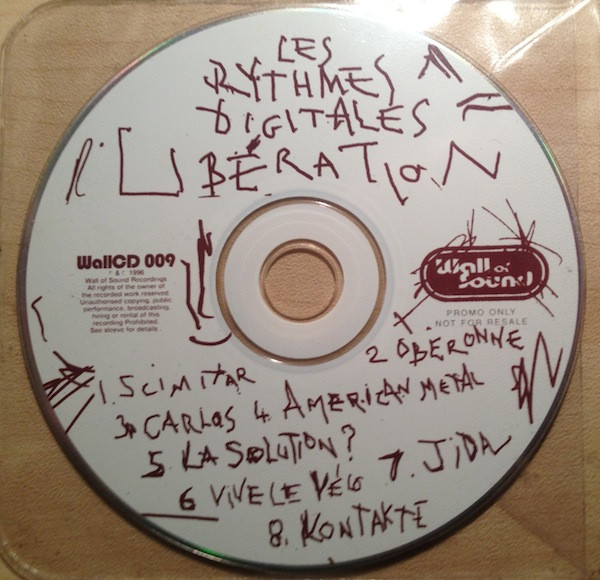 LES
RYTHMES
DIGITALES
LIBÉRATION
WallCD 009
℗ & © 1996
Wall of Sound Recordings
All rights of the owner of
the recorded work reserved.
Unauthorised copying, public
performance, broadcasting,
hiring or rental of this
recording Prohibited.
See sleeve for details.
Wall of
Sound
PROMO ONLY
NOT FOR RESALE
1. SCIMITAR
2 OBERONNE
3. CARLOS 4. AMERICAN METAL
5. LA SOLUTION? 7. JiDA
6 VIVE LE VÉLO
8. KONTAKTE